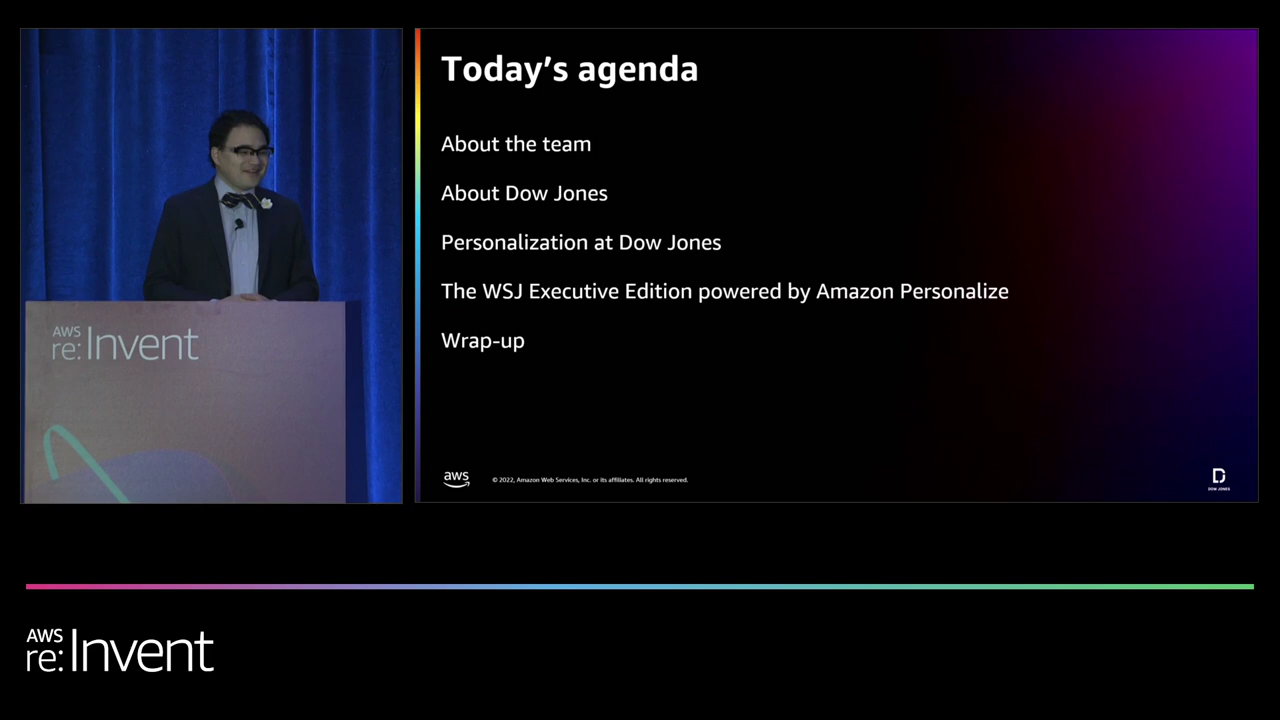 AWS
re:Invent
Today's agenda
About the team
About Dow Jones
Personalization at Dow Jones
The WSJ Executive Edition powered by Amazon Personalize
Wrap-up
aws
© 2022, Amazon Web Services, Inc. or its affiliates. All rights reserved.
DOW JONES
AWS
re:Invent